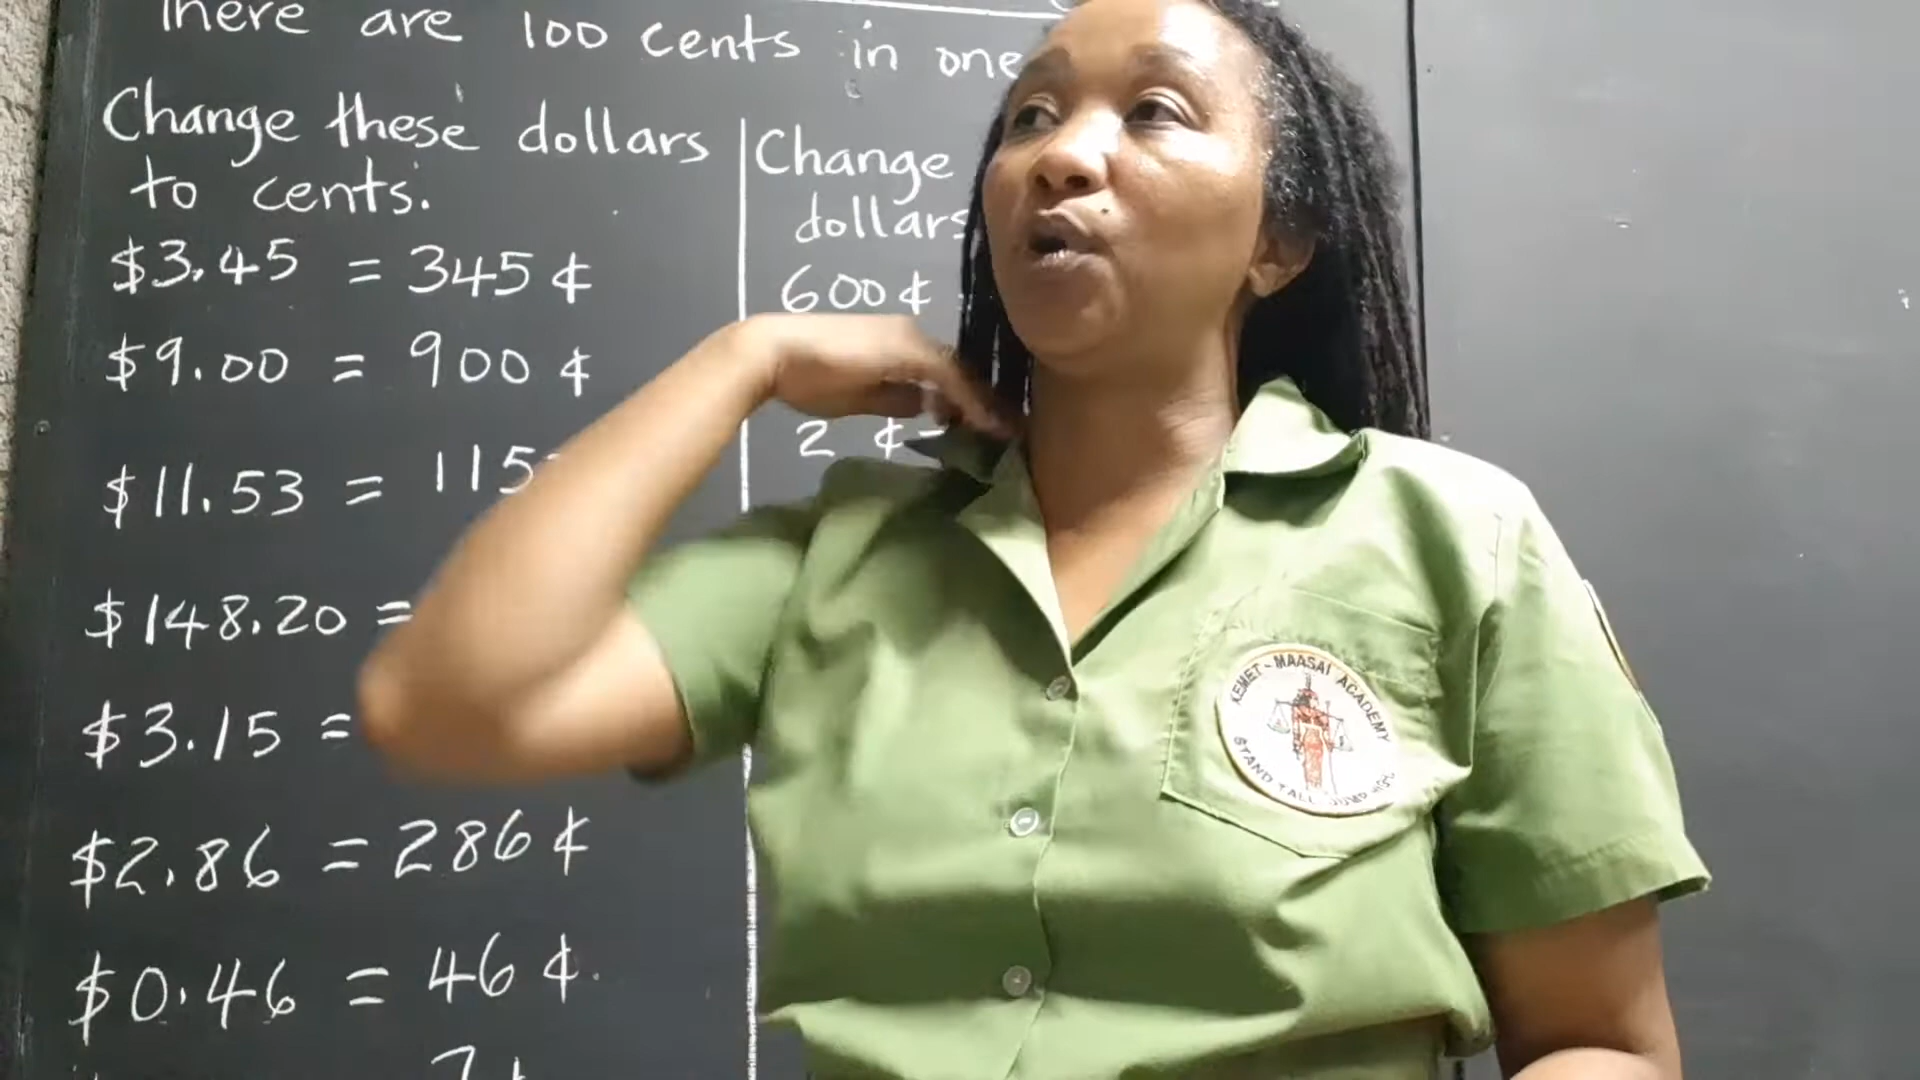 There are 100 cents in one
Change these dollars
to cents.
$3.45 = 345 ¢
$9.00 = 900 ¢
$11.53 = 115
$148.20 =
$3.15 =
$2.86 = 286 ¢
$0.46 = 46 ¢.
Change
dollars
600 ¢
2 ¢
KEMET-MAASAI ACADEMY
STAND TALL JUMP HIGH